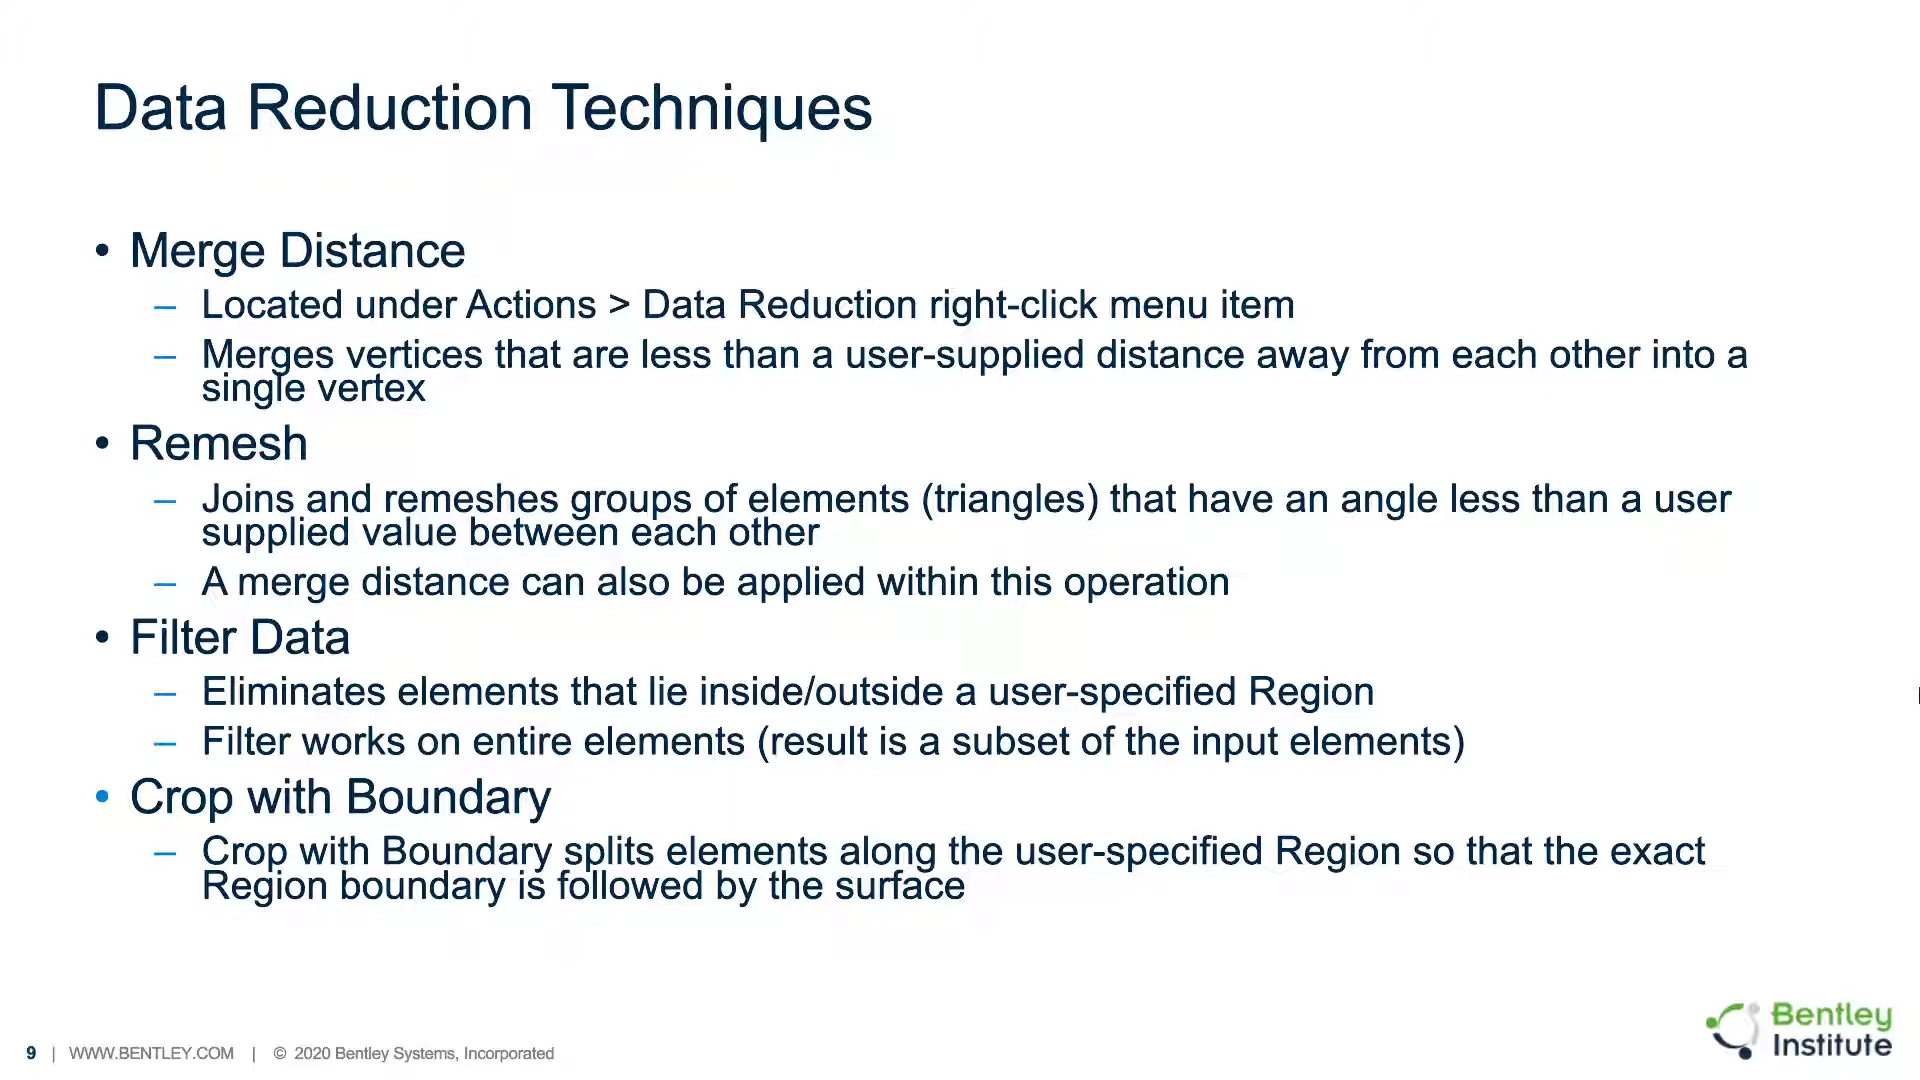 Data Reduction Techniques
• Merge Distance
– Located under Actions > Data Reduction right-click menu item
– Merges vertices that are less than a user-supplied distance away from each other into a
single vertex
• Remesh
– Joins and remeshes groups of elements (triangles) that have an angle less than a user
supplied value between each other
– A merge distance can also be applied within this operation
• Filter Data
– Eliminates elements that lie inside/outside a user-specified Region
– Filter works on entire elements (result is a subset of the input elements)
• Crop with Boundary
– Crop with Boundary splits elements along the user-specified Region so that the exact
Region boundary is followed by the surface
9 | WWW.BENTLEY.COM | © 2020 Bentley Systems, Incorporated
Bentley
Institute